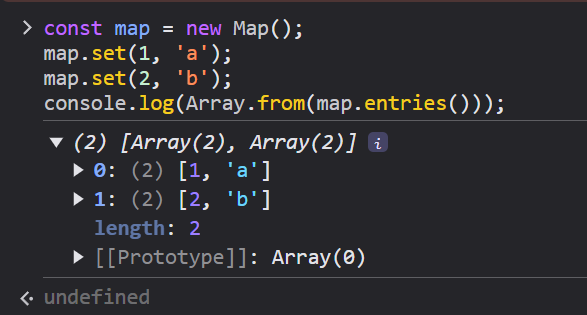 const map = new Map();
map.set(1, 'a');
map.set(2, 'b');
console.log(Array.from(map.entries()));
(2) [Array(2), Array(2)] i
0: (2) [1, 'a']
1: (2) [2, 'b']
length: 2
[[Prototype]]: Array(0)
undefined